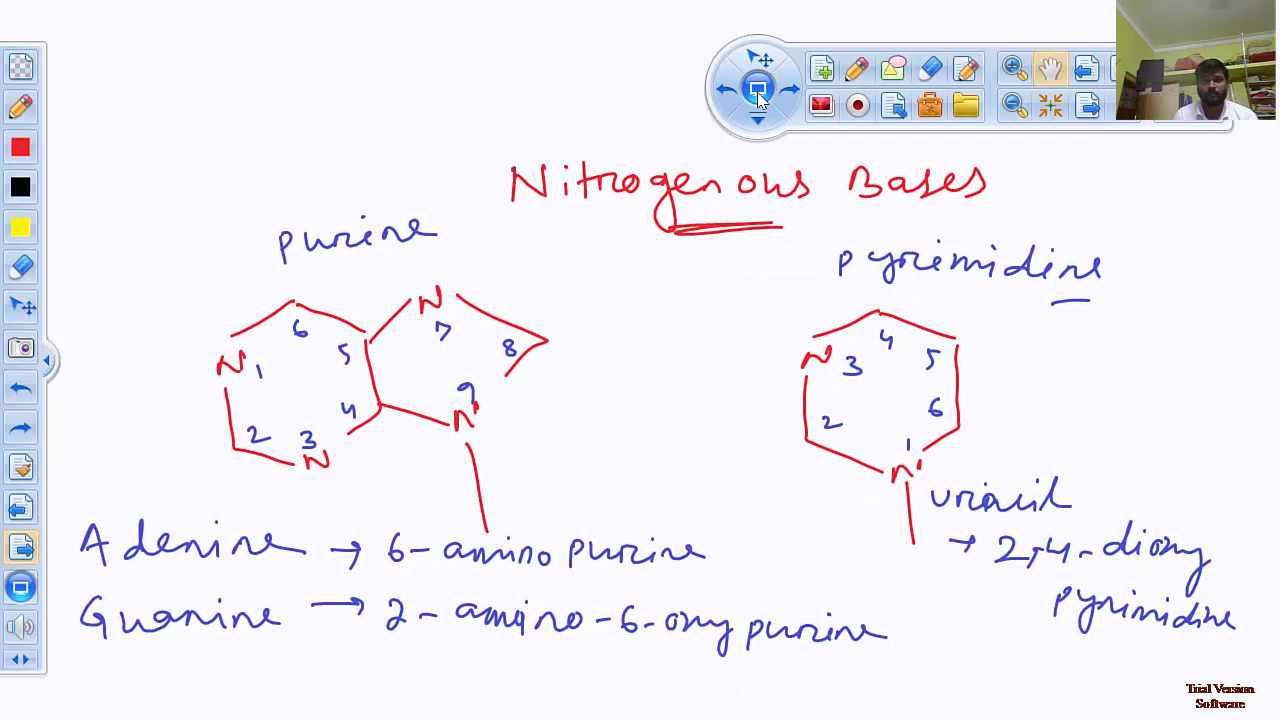 Nitrogenous Bases
purine
pyrimidine
N
7
6
5
8
N 1
9
4
N
2
3
N
4
N 3
5
6
2
1
N
uriacil
Adenine → 6-amino purine
→ 2,4-dioxy
pyrimidine
Guanine → 2-amino-6-oxy purine
Trial Version
Software